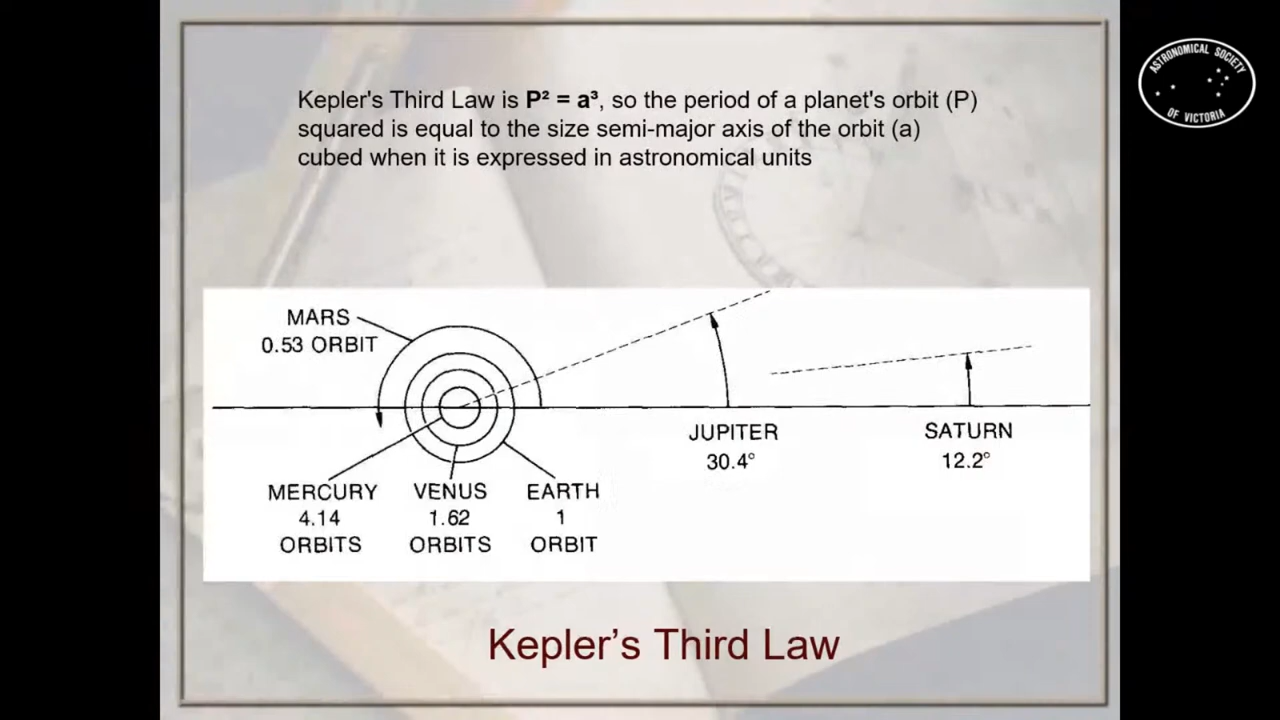 Kepler's Third Law is P² = a³, so the period of a planet's orbit (P)
squared is equal to the size semi-major axis of the orbit (a)
cubed when it is expressed in astronomical units
ASTRONOMICAL SOCIETY
OF VICTORIA
MARS
0.53 ORBIT
JUPITER
30.4°
SATURN
12.2°
MERCURY
4.14
ORBITS
VENUS
1.62
ORBITS
EARTH
1
ORBIT
Kepler’s Third Law